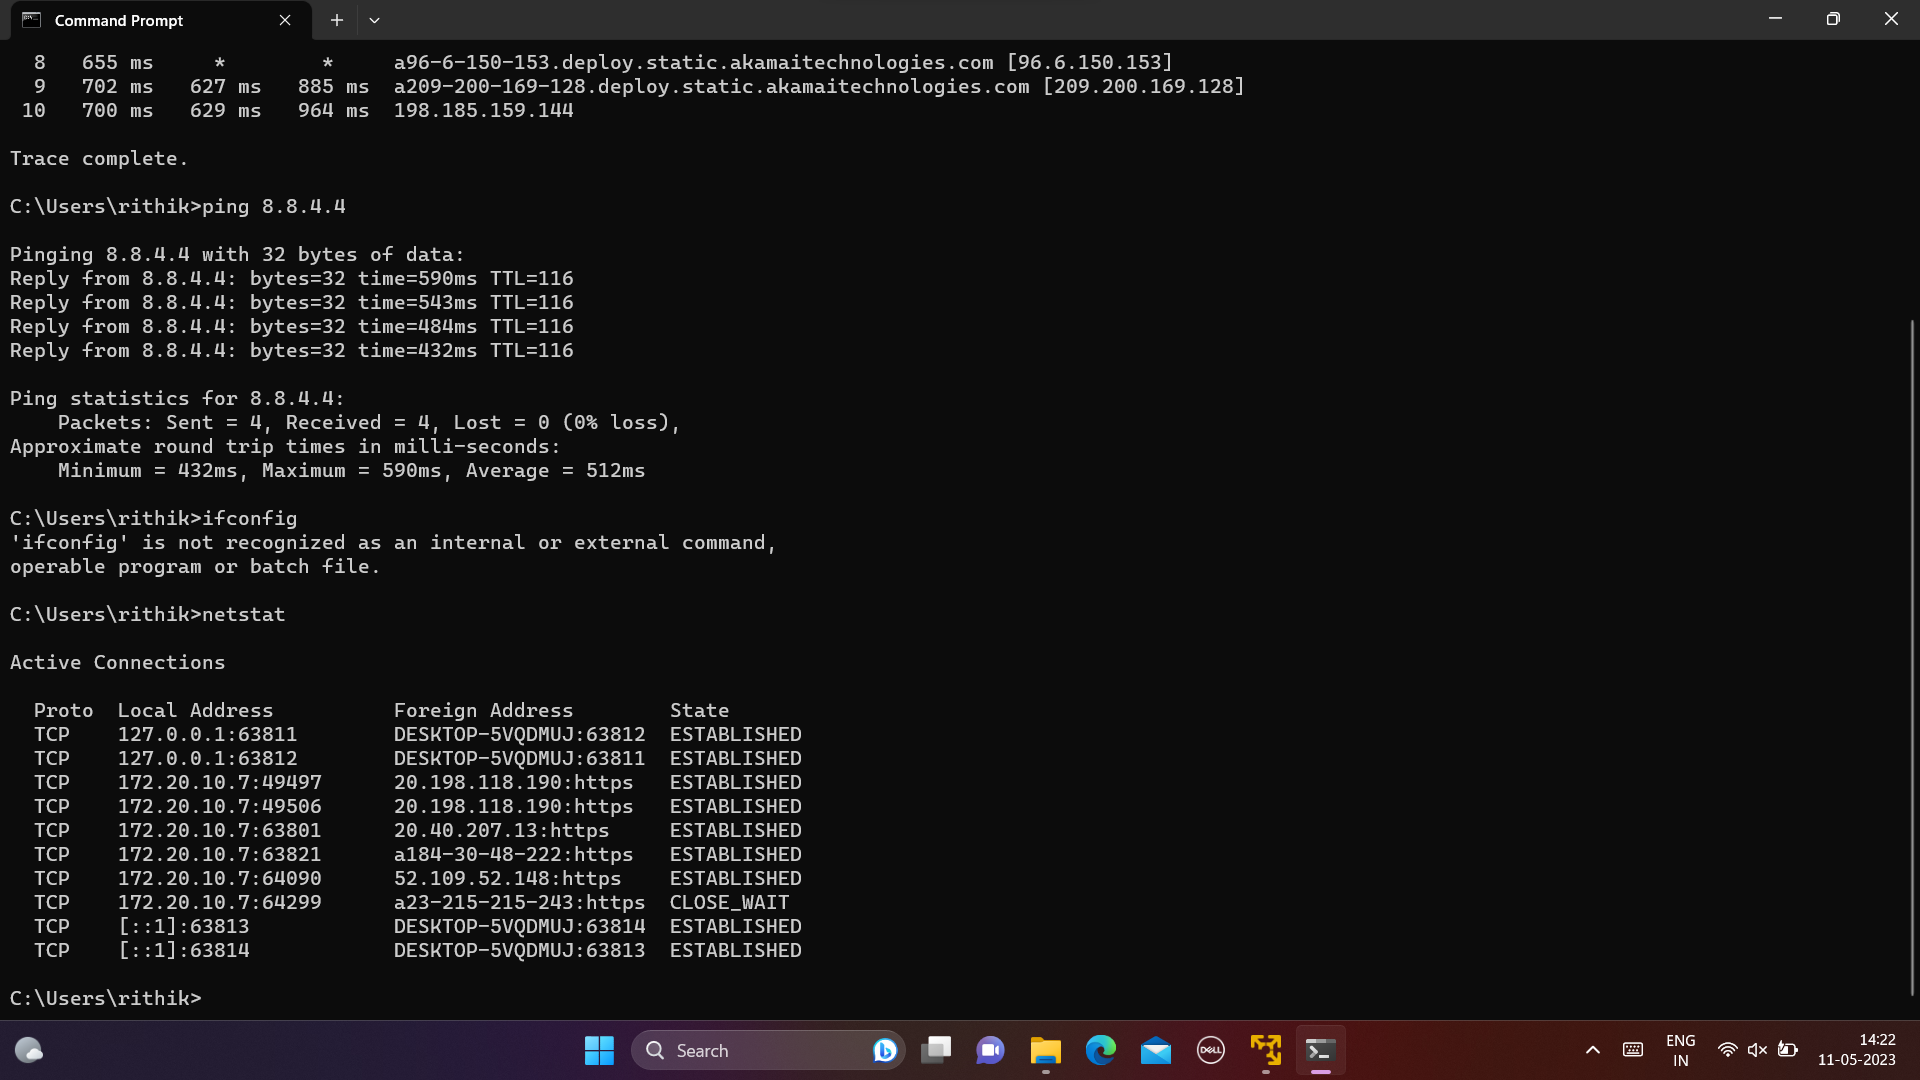 Command Prompt
8   655 ms     *        *     a96-6-150-153.deploy.static.akamaitechnologies.com [96.6.150.153]
9   702 ms   627 ms   885 ms  a209-200-169-128.deploy.static.akamaitechnologies.com [209.200.169.128]
10   700 ms   629 ms   964 ms  198.185.159.144
Trace complete.
C:\Users\rithik>ping 8.8.4.4
Pinging 8.8.4.4 with 32 bytes of data:
Reply from 8.8.4.4: bytes=32 time=590ms TTL=116
Reply from 8.8.4.4: bytes=32 time=543ms TTL=116
Reply from 8.8.4.4: bytes=32 time=484ms TTL=116
Reply from 8.8.4.4: bytes=32 time=432ms TTL=116
Ping statistics for 8.8.4.4:
    Packets: Sent = 4, Received = 4, Lost = 0 (0% loss),
Approximate round trip times in milli-seconds:
    Minimum = 432ms, Maximum = 590ms, Average = 512ms
C:\Users\rithik>ifconfig
'ifconfig' is not recognized as an internal or external command,
operable program or batch file.
C:\Users\rithik>netstat
Active Connections
  Proto  Local Address          Foreign Address        State
  TCP    127.0.0.1:63811        DESKTOP-5VQDMUJ:63812  ESTABLISHED
  TCP    127.0.0.1:63812        DESKTOP-5VQDMUJ:63811  ESTABLISHED
  TCP    172.20.10.7:49497      20.198.118.190:https   ESTABLISHED
  TCP    172.20.10.7:49506      20.198.118.190:https   ESTABLISHED
  TCP    172.20.10.7:63801      20.40.207.13:https     ESTABLISHED
  TCP    172.20.10.7:63821      a184-30-48-222:https   ESTABLISHED
  TCP    172.20.10.7:64090      52.109.52.148:https    ESTABLISHED
  TCP    172.20.10.7:64299      a23-215-215-243:https  CLOSE_WAIT
  TCP    [::1]:63813            DESKTOP-5VQDMUJ:63814  ESTABLISHED
  TCP    [::1]:63814            DESKTOP-5VQDMUJ:63813  ESTABLISHED
C:\Users\rithik>
Search
DELL
ENG
IN
14:22
11-05-2023